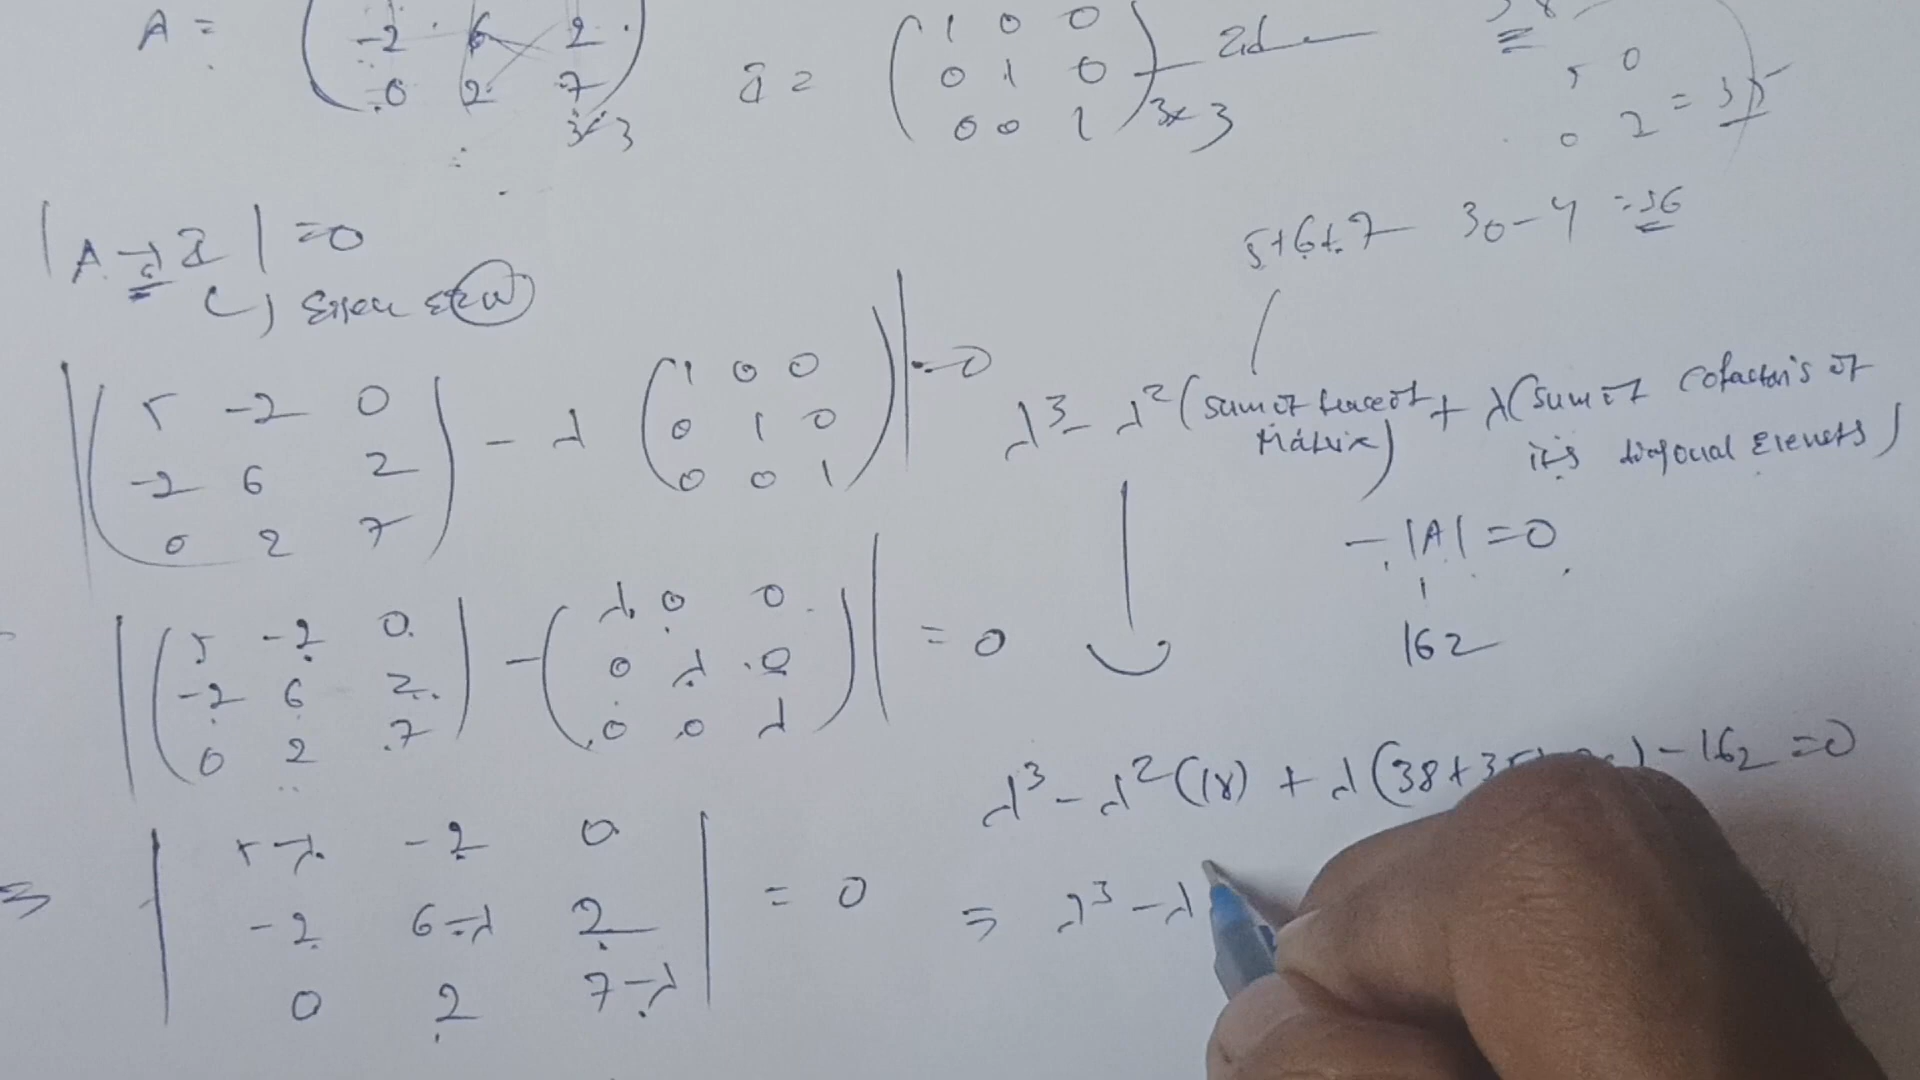 A =
-2 6 2
0 2 7
3×3
I =
1 0 0
0 1 0
0 0 1
3×3
5 0
0 2 = 35
|A-λI| = 0
5+6+7
30-4 = 26
5 -2 0
-2 6 2
0 2 7
- λ
1 0 0
0 1 0
0 0 1
= 0
λ³ - λ² (sum of trace of Matrix) + λ (sum of cofactors of
its diagonal Elements)
- |A| = 0
162
5 -2 0
-2 6 2
0 2 7
-
λ 0 0
0 λ 0
0 0 λ
= 0
λ³ - λ² (18) + λ (38+35+ ) - 162 = 0
5-λ -2 0
-2 6-λ 2
0 2 7-λ
= 0
= λ³ - λ